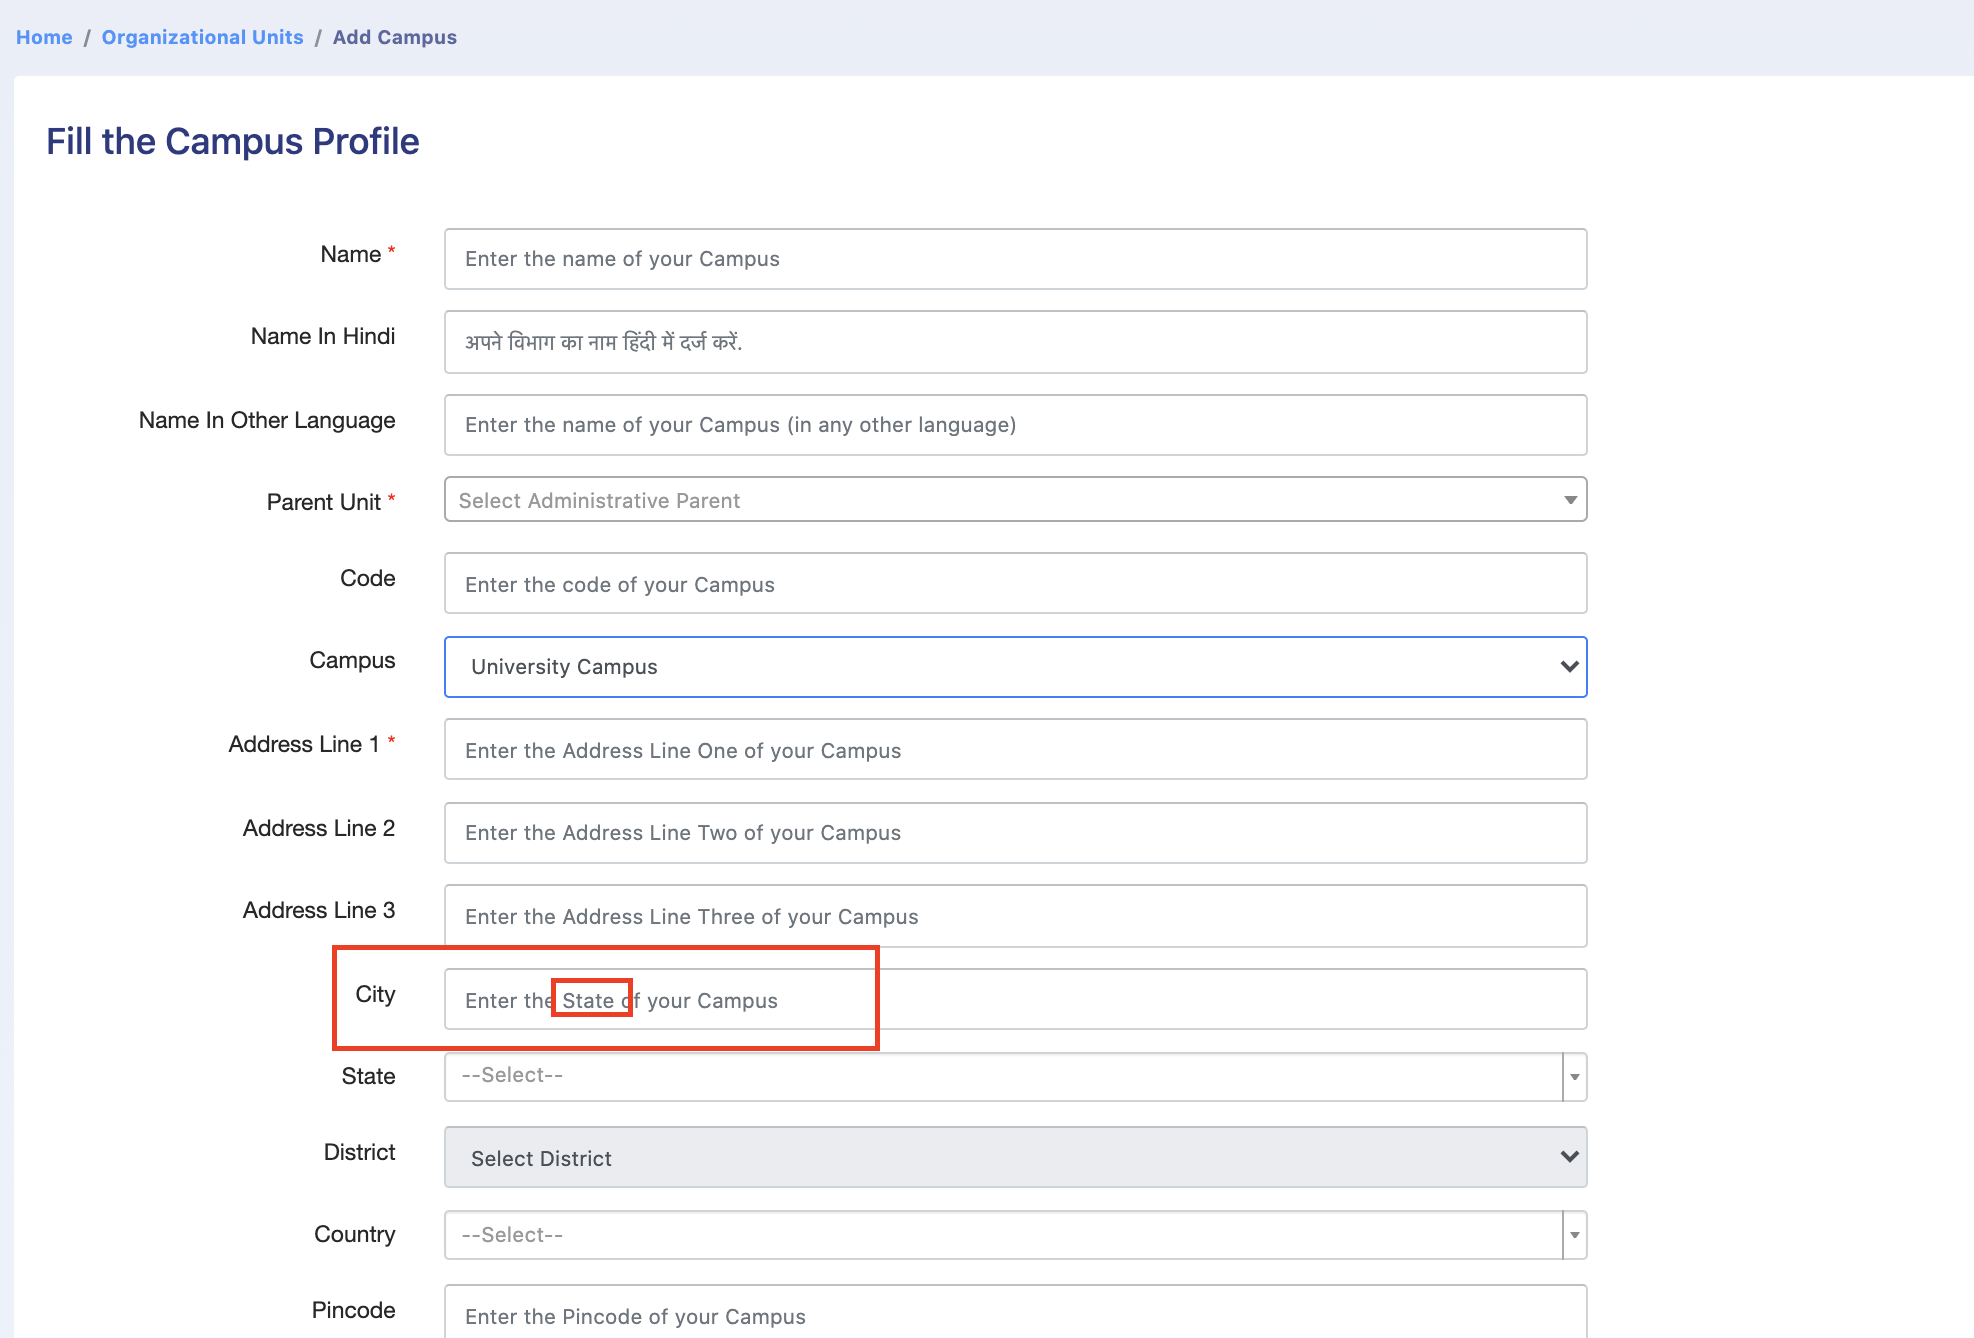 Home / Organizational Units / Add Campus
Fill the Campus Profile
Name *
Enter the name of your Campus
Name In Hindi
अपने विभाग का नाम हिंदी में दर्ज करें.
Name In Other Language
Enter the name of your Campus (in any other language)
Parent Unit *
Select Administrative Parent
Code
Enter the code of your Campus
Campus
University Campus
Address Line 1 *
Enter the Address Line One of your Campus
Address Line 2
Enter the Address Line Two of your Campus
Address Line 3
Enter the Address Line Three of your Campus
City
Enter the State of your Campus
State
--Select--
District
Select District
Country
--Select--
Pincode
Enter the Pincode of your Campus